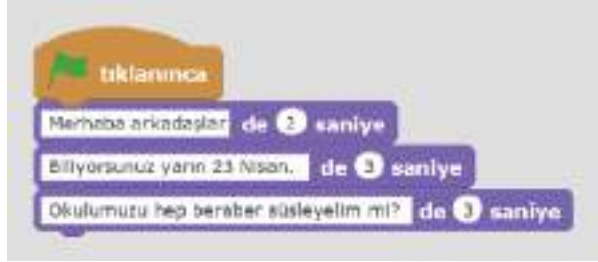 tıklanınca
Merhaba arkadaşlar de 2 saniye
Biliyorsunuz yarın 23 Nisan. de 3 saniye
Okulumuzu hep beraber süsleyelim mi? de 3 saniye